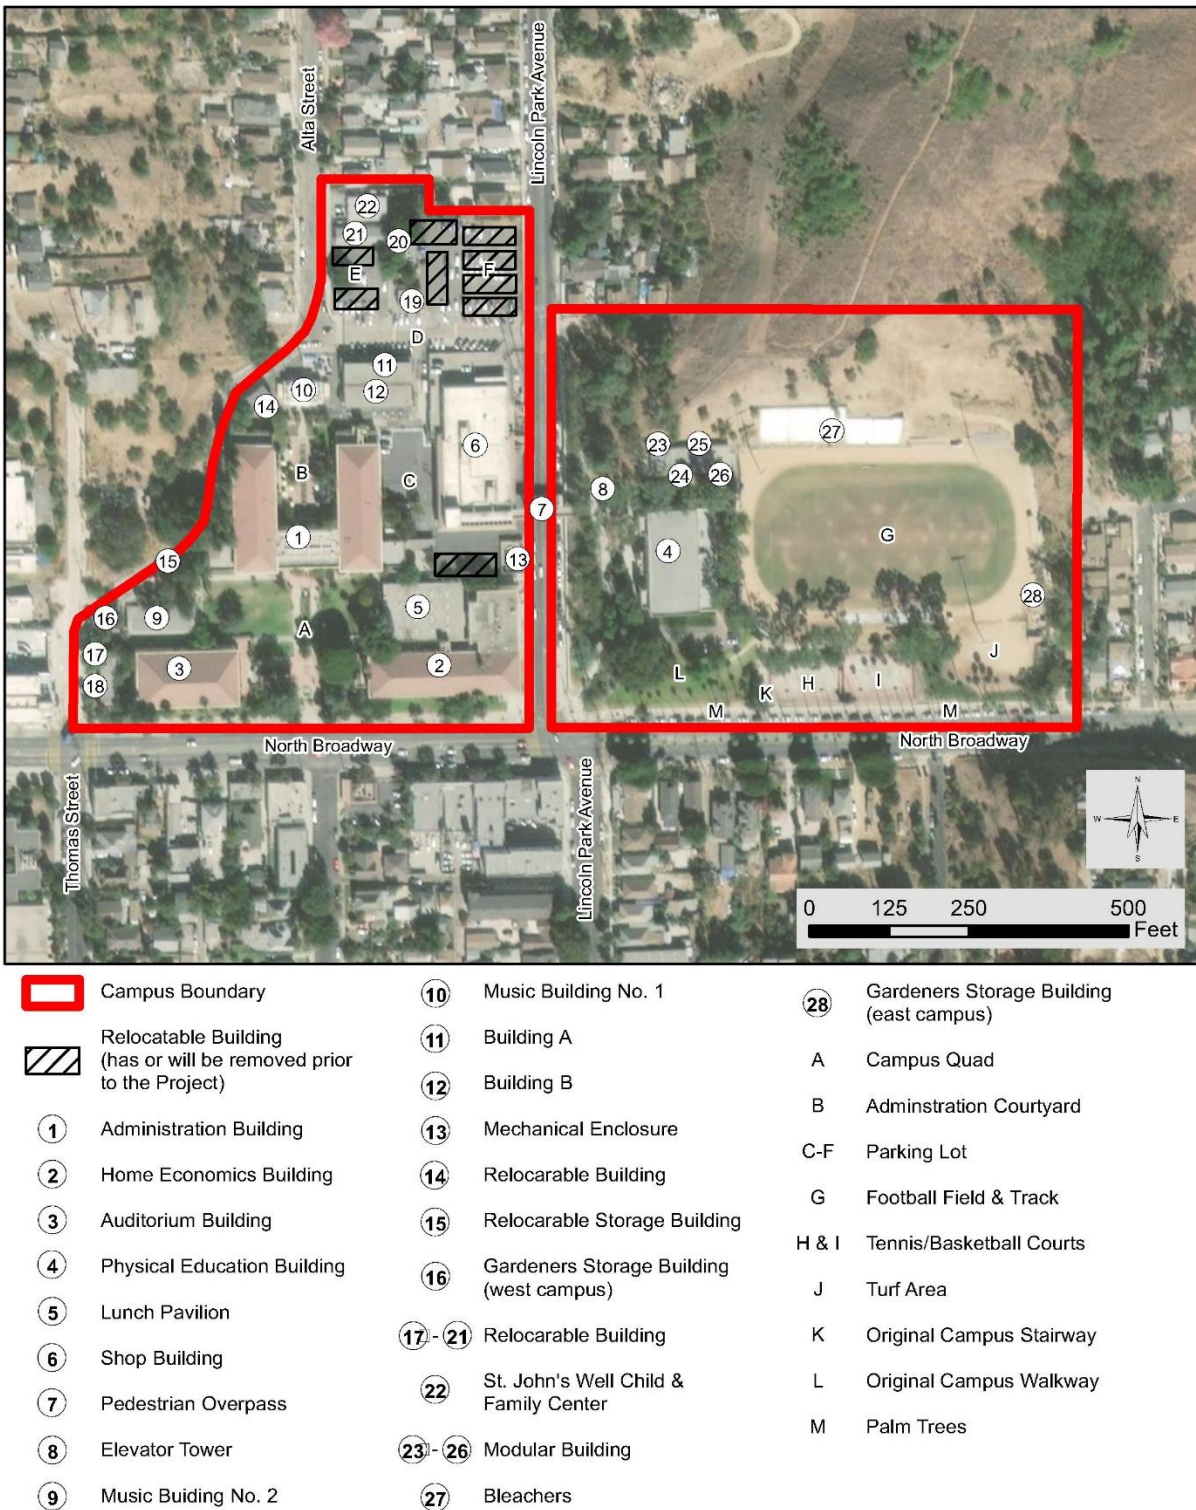 Alta Street
Lincoln Park Avenue
22
21
20
E
F
19
D
11
10
12
14
27
23
25
6
B
C
24
26
8
7
1
G
4
13
15
28
5
16
9
A
17
2
J
3
L
H
I
18
K
M
M
North Broadway
North Broadway
Thomas Street
Lincoln Park Avenue
N
W
E
S
0 125 250 500
Feet
Campus Boundary
Relocatable Building
(has or will be removed prior
to the Project)
1 Administration Building
2 Home Economics Building
3 Auditorium Building
4 Physical Education Building
5 Lunch Pavilion
6 Shop Building
7 Pedestrian Overpass
8 Elevator Tower
9 Music Buiding No. 2
10 Music Building No. 1
11 Building A
12 Building B
13 Mechanical Enclosure
14 Relocarable Building
15 Relocarable Storage Building
16 Gardeners Storage Building
(west campus)
17 - 21 Relocarable Building
22 St. John's Well Child &
Family Center
23 - 26 Modular Building
27 Bleachers
28 Gardeners Storage Building
(east campus)
A Campus Quad
B Adminstration Courtyard
C-F Parking Lot
G Football Field & Track
H & I Tennis/Basketball Courts
J Turf Area
K Original Campus Stairway
L Original Campus Walkway
M Palm Trees